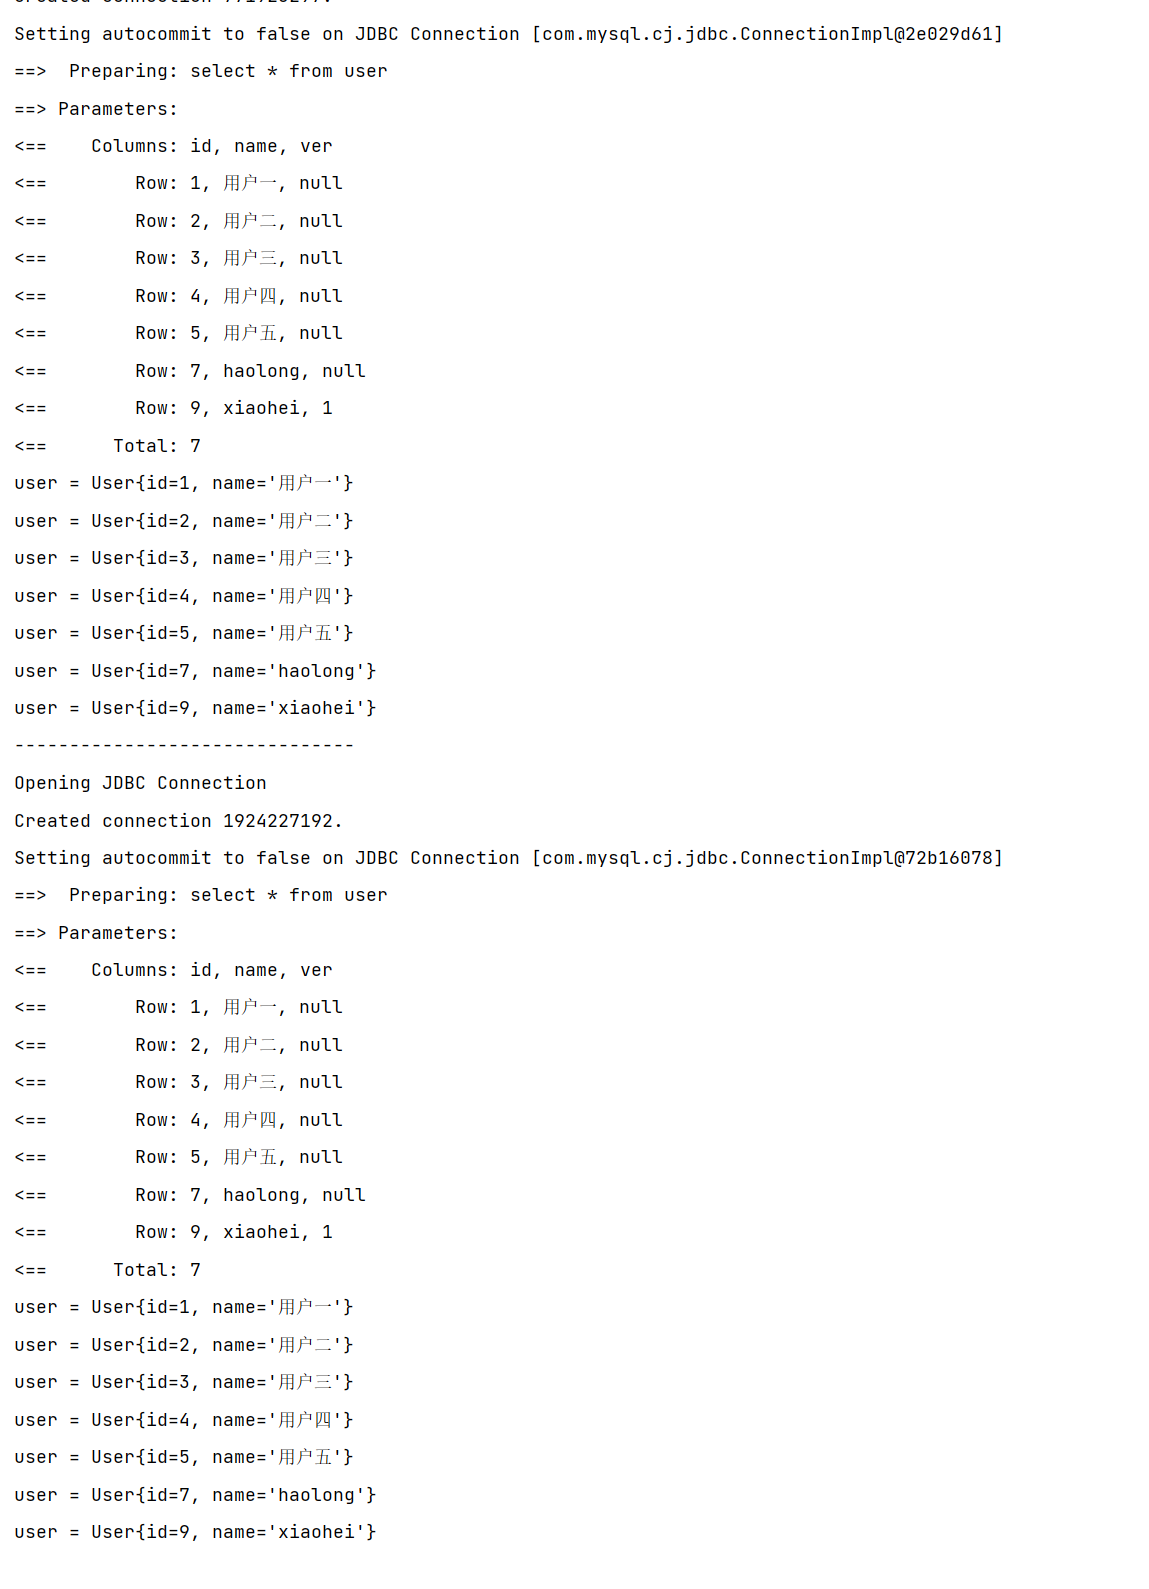 Setting autocommit to false on JDBC Connection [com.mysql.cj.jdbc.ConnectionImpl@2e029d61]
==>  Preparing: select * from user
==> Parameters:
<==    Columns: id, name, ver
<==        Row: 1, 用户一, null
<==        Row: 2, 用户二, null
<==        Row: 3, 用户三, null
<==        Row: 4, 用户四, null
<==        Row: 5, 用户五, null
<==        Row: 7, haolong, null
<==        Row: 9, xiaohei, 1
<==      Total: 7
user = User{id=1, name='用户一'}
user = User{id=2, name='用户二'}
user = User{id=3, name='用户三'}
user = User{id=4, name='用户四'}
user = User{id=5, name='用户五'}
user = User{id=7, name='haolong'}
user = User{id=9, name='xiaohei'}
-------------------------------
Opening JDBC Connection
Created connection 1924227192.
Setting autocommit to false on JDBC Connection [com.mysql.cj.jdbc.ConnectionImpl@72b16078]
==>  Preparing: select * from user
==> Parameters:
<==    Columns: id, name, ver
<==        Row: 1, 用户一, null
<==        Row: 2, 用户二, null
<==        Row: 3, 用户三, null
<==        Row: 4, 用户四, null
<==        Row: 5, 用户五, null
<==        Row: 7, haolong, null
<==        Row: 9, xiaohei, 1
<==      Total: 7
user = User{id=1, name='用户一'}
user = User{id=2, name='用户二'}
user = User{id=3, name='用户三'}
user = User{id=4, name='用户四'}
user = User{id=5, name='用户五'}
user = User{id=7, name='haolong'}
user = User{id=9, name='xiaohei'}